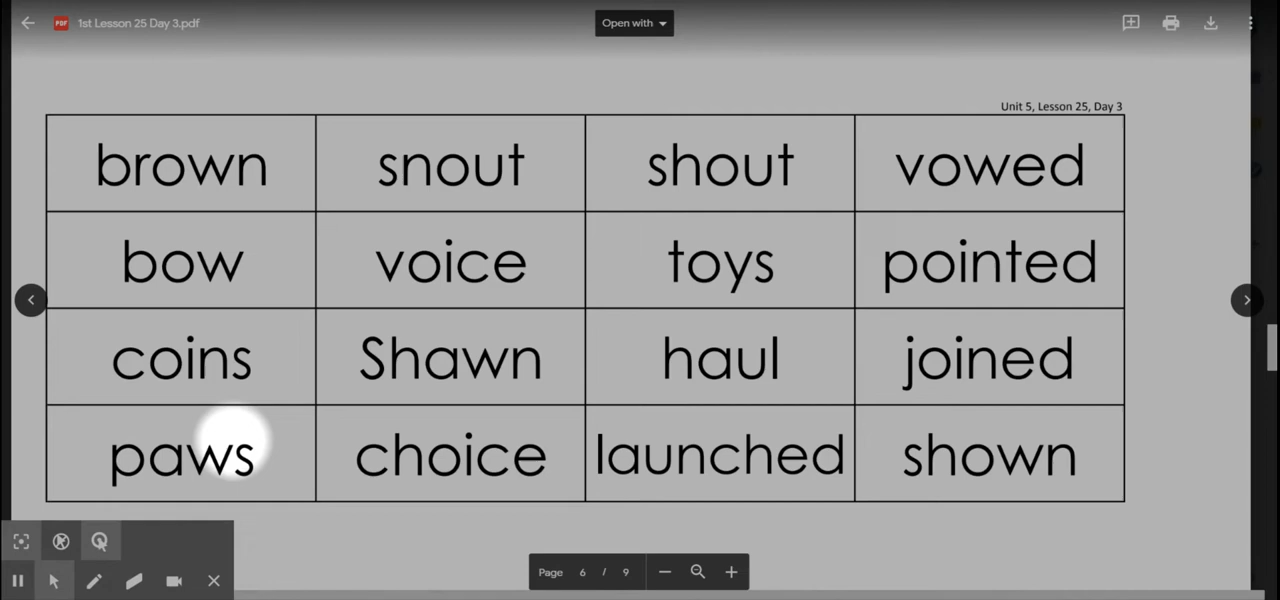 PDF 1st Lesson 25 Day 3.pdf
Open with
Unit 5, Lesson 25, Day 3
brown snout shout vowed
bow voice toys pointed
coins Shawn haul joined
paws choice launched shown
Page 6 / 9